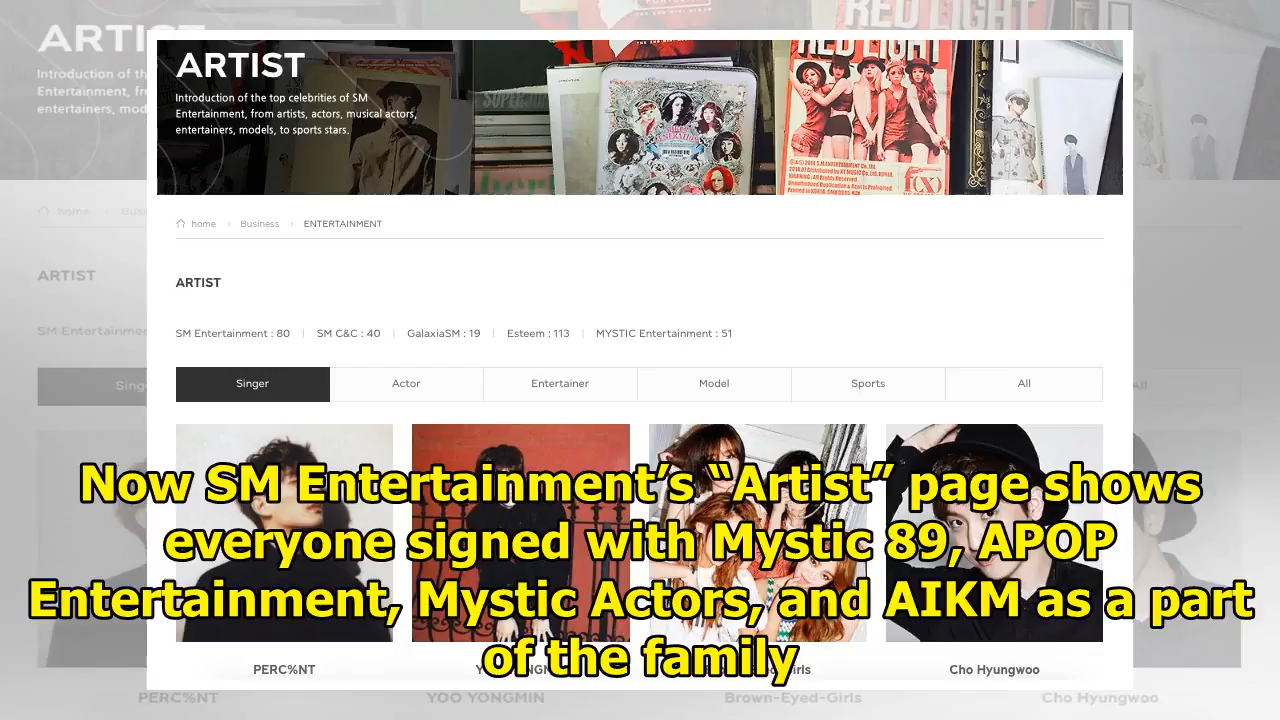 ARTIST
Introduction of the top celebrities of SM
Entertainment, from artists, actors, musical actors,
entertainers, models, to sports stars.
RED LIGHT
home
Business
ENTERTAINMENT
ARTIST
SM Entertainment : 80
SM C&C : 40
GalaxiaSM : 19
Esteem : 113
MYSTIC Entertainment : 51
Singer
Actor
Entertainer
Model
Sports
All
Now SM Entertainment’s “Artist” page shows
everyone signed with Mystic 89, APOP
Entertainment, Mystic Actors, and AIKM as a part
of the family
PERC%NT
Cho Hyungwoo
PERC%NT
YOO YONGMIN
Brown-Eyed-Girls
Cho Hyungwoo